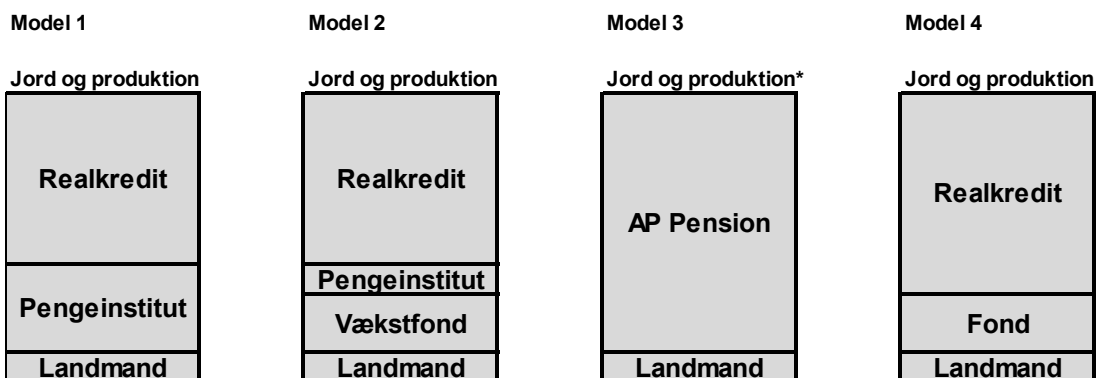 Model 1
Jord og produktion
Realkredit
Pengeinstitut
Landmand
Model 2
Jord og produktion
Realkredit
Pengeinstitut
Vækstfond
Landmand
Model 3
Jord og produktion*
AP Pension
Landmand
Model 4
Jord og produktion
Realkredit
Fond
Landmand